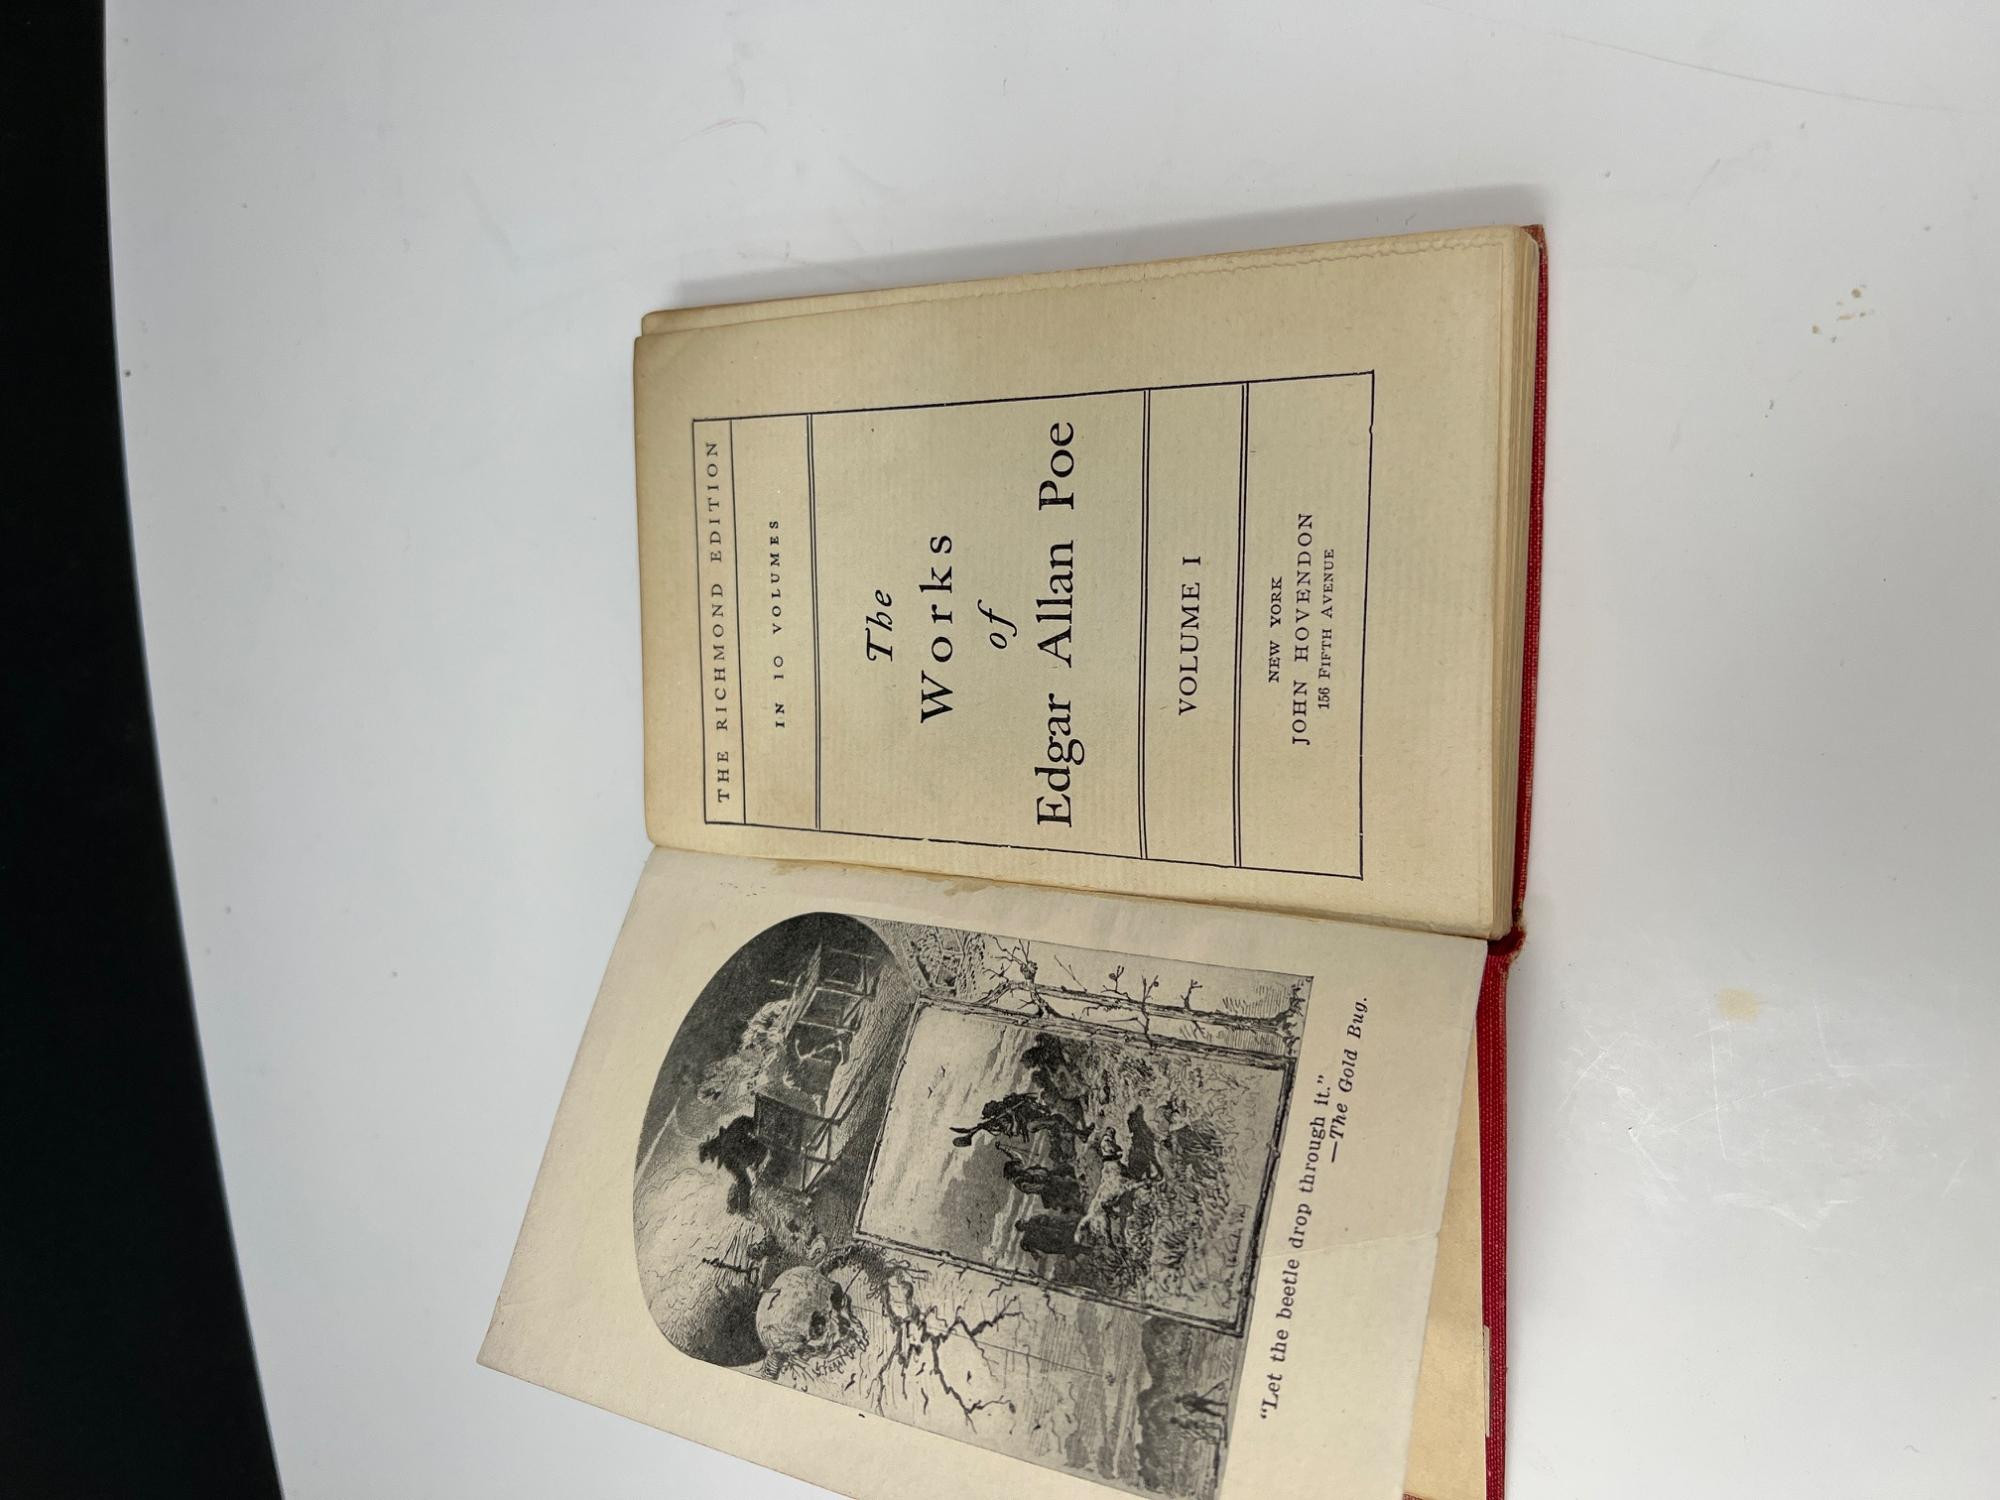 "Let the beetle drop through it."
—The Gold Bug.
THE RICHMOND EDITION
IN 10 VOLUMES
The
Works
of
Edgar Allan Poe
VOLUME I
NEW YORK
JOHN HOVENDON
156 FIFTH AVENUE